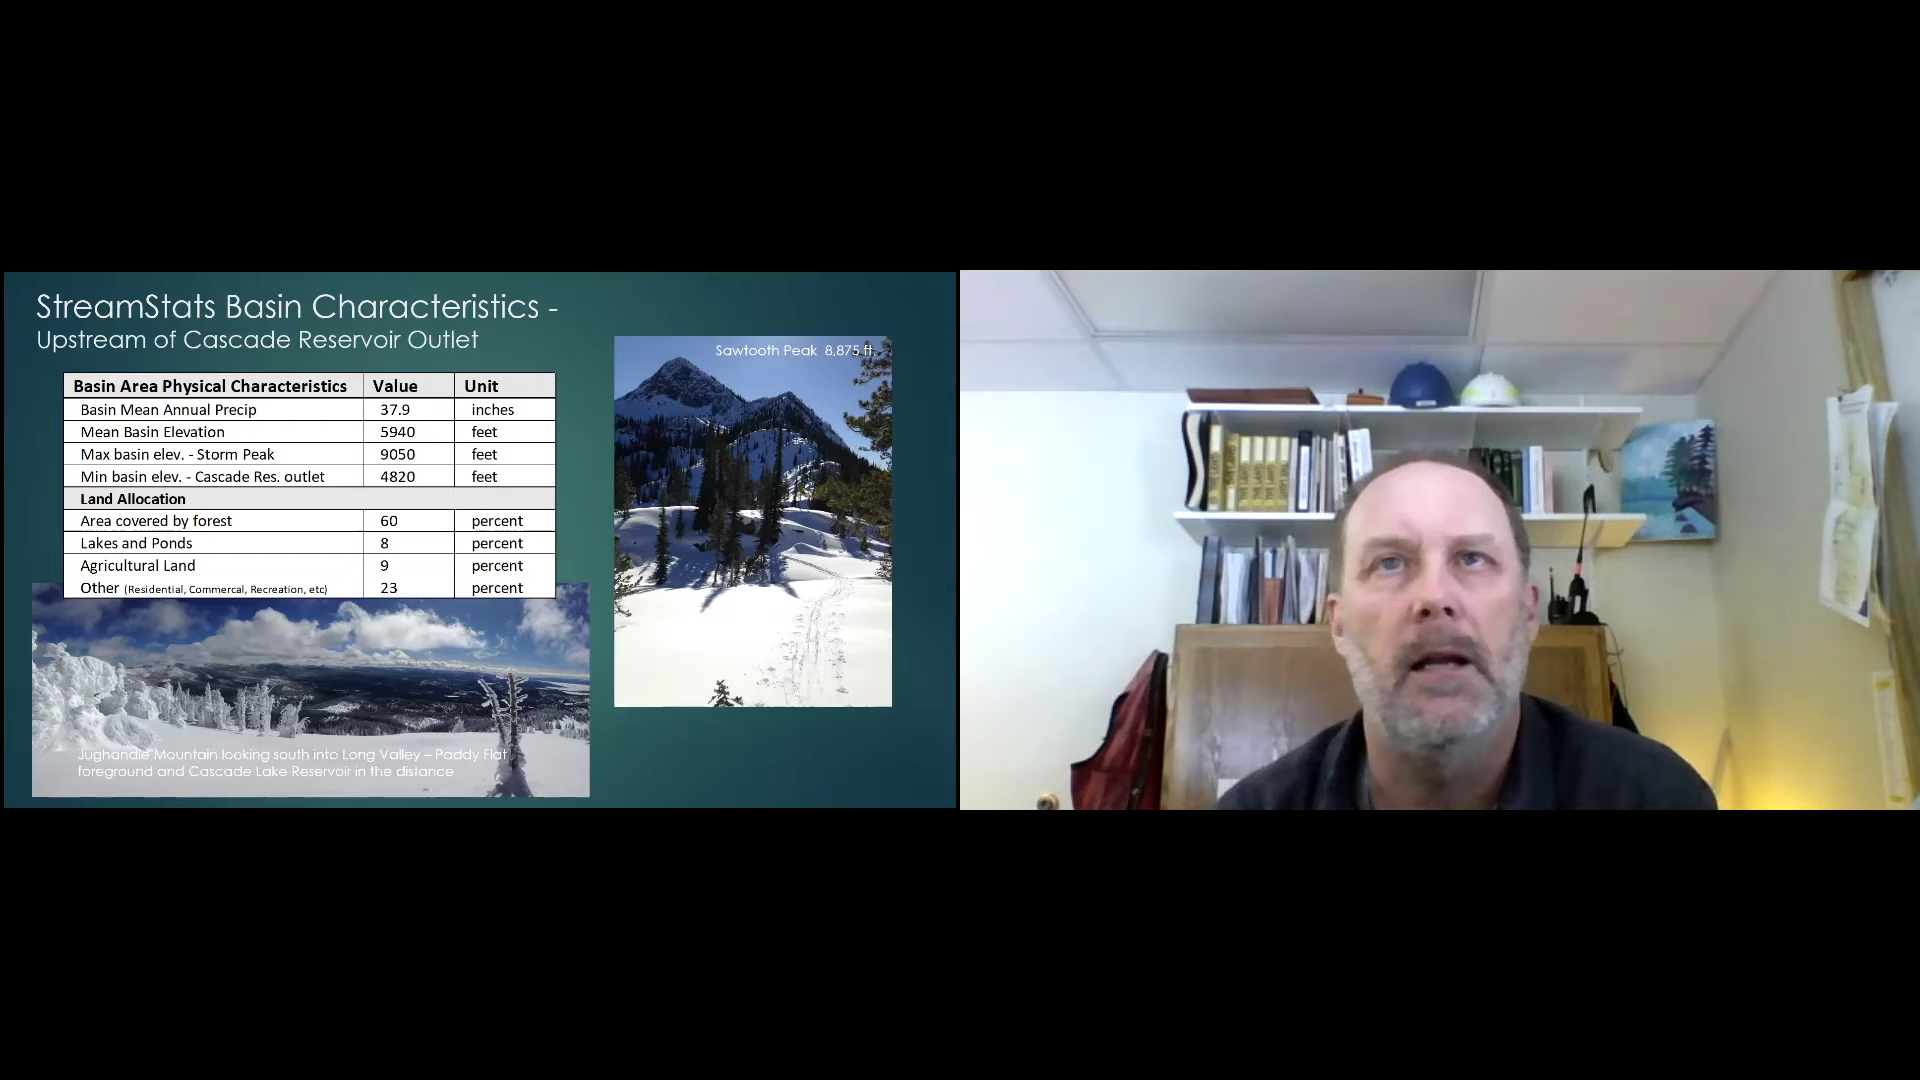 StreamStats Basin Characteristics -
Upstream of Cascade Reservoir Outlet
Basin Area Physical Characteristics Value Unit
Basin Mean Annual Precip 37.9 inches
Mean Basin Elevation 5940 feet
Max basin elev. - Storm Peak 9050 feet
Min basin elev. - Cascade Res. outlet 4820 feet
Land Allocation
Area covered by forest 60 percent
Lakes and Ponds 8 percent
Agricultural Land 9 percent
Other (Residential, Commercal, Recreation, etc) 23 percent
Sawtooth Peak 8,875 ft.
Jughandle Mountain looking south into Long Valley – Paddy Flat
foreground and Cascade Lake Reservoir in the distance